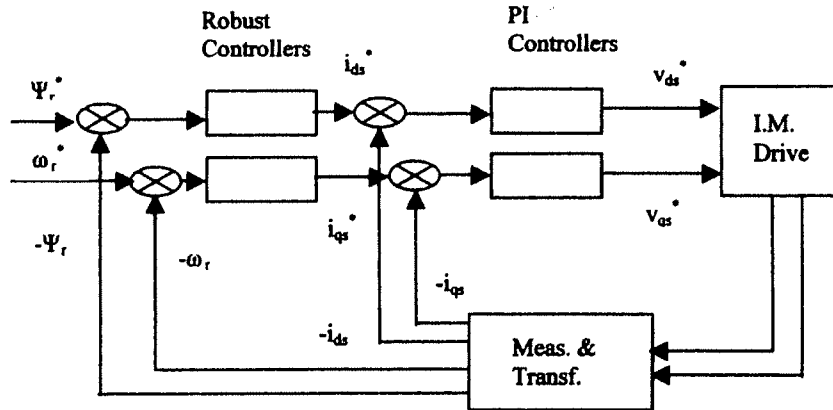 Robust
Controllers
PI
Controllers
Ψr*
ids*
vds*
I.M.
Drive
ωr*
iqs*
vqs*
-Ψr
-ωr
-iqs
-ids
Meas. &
Transf.